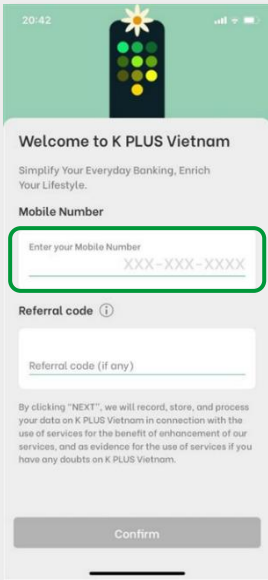 20:42
Welcome to K PLUS Vietnam
Simplify Your Everyday Banking, Enrich
Your Lifestyle.
Mobile Number
Enter your Mobile Number
XXX-XXX-XXXX
Referral code
Referral code (if any)
By clicking "NEXT", we will record, store, and process
your data on K PLUS Vietnam in connection with the
use of services for the benefit of enhancement of our
services, and as evidence for the use of services if you
have any doubts on K PLUS Vietnam.
Confirm